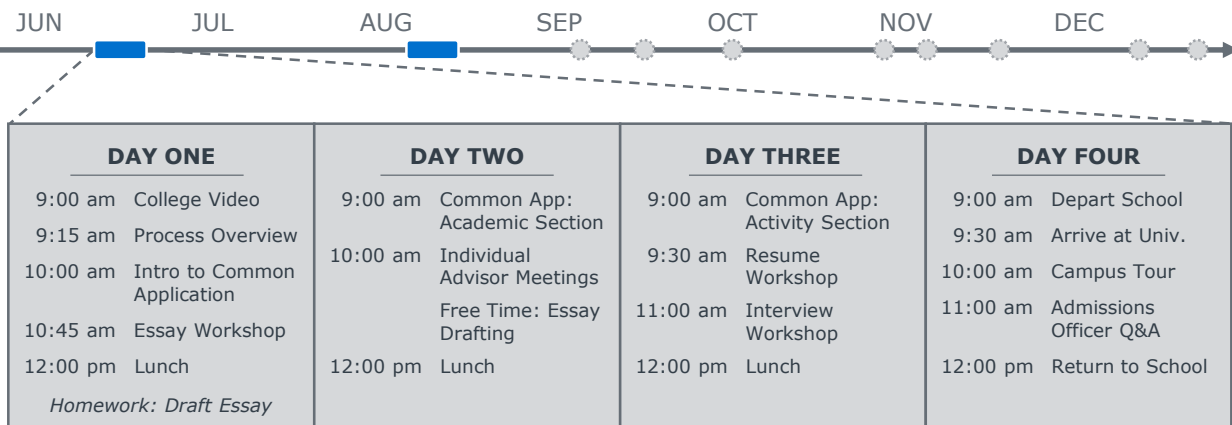 JUN JUL AUG SEP OCT NOV DEC
DAY ONE
9:00 am College Video
9:15 am Process Overview
10:00 am Intro to Common
Application
10:45 am Essay Workshop
12:00 pm Lunch
Homework: Draft Essay
DAY TWO
9:00 am Common App:
Academic Section
10:00 am Individual
Advisor Meetings
Free Time: Essay
Drafting
12:00 pm Lunch
DAY THREE
9:00 am Common App:
Activity Section
9:30 am Resume
Workshop
11:00 am Interview
Workshop
12:00 pm Lunch
DAY FOUR
9:00 am Depart School
9:30 am Arrive at Univ.
10:00 am Campus Tour
11:00 am Admissions
Officer Q&A
12:00 pm Return to School